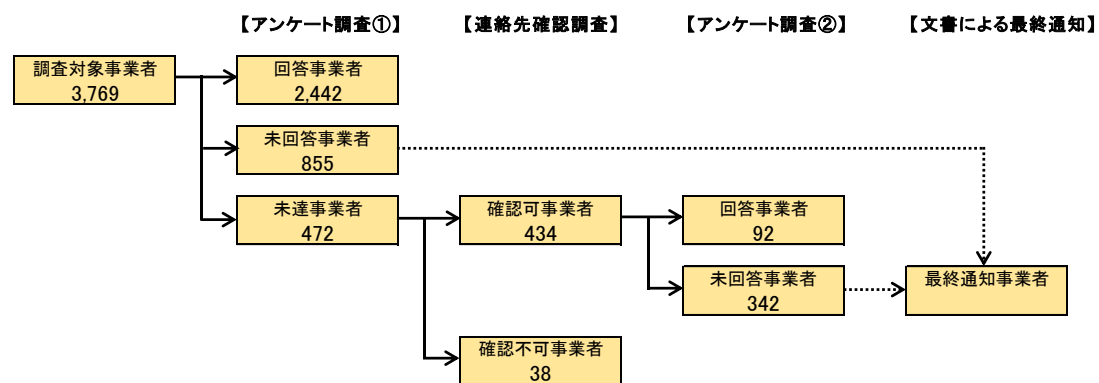 【アンケート調査①】 【連絡先確認調査】 【アンケート調査②】 【文書による最終通知】
調査対象事業者
3,769
回答事業者
2,442
未回答事業者
855
未達事業者
472
確認可事業者
434
回答事業者
92
未回答事業者
342
最終通知事業者
確認不可事業者
38